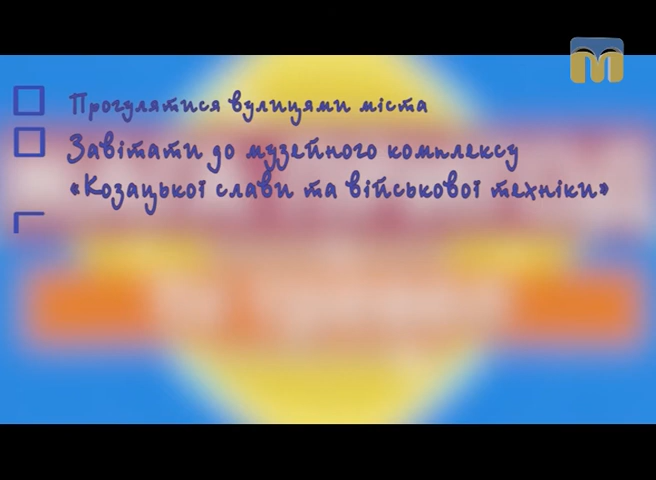 Прогулятися вулицями міста
Завітати до музейного комплексу
«Козацької слави та військової техніки»